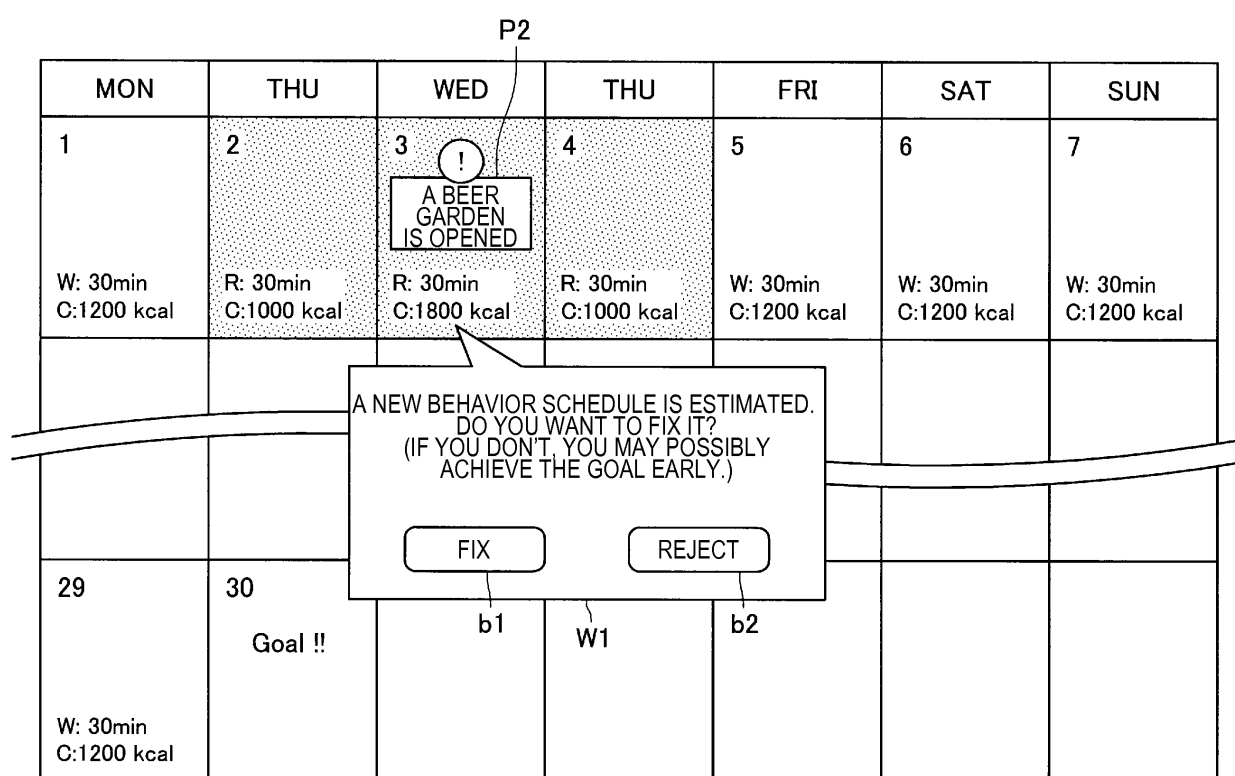 P2
MON THU WED THU FRI SAT SUN
1 2 3 4 5 6 7
!
A BEER
GARDEN
IS OPENED
W: 30min R: 30min R: 30min R: 30min W: 30min W: 30min W: 30min
C:1200 kcal C:1000 kcal C:1800 kcal C:1000 kcal C:1200 kcal C:1200 kcal C:1200 kcal
A NEW BEHAVIOR SCHEDULE IS ESTIMATED.
DO YOU WANT TO FIX IT?
(IF YOU DON'T, YOU MAY POSSIBLY
ACHIEVE THE GOAL EARLY.)
FIX REJECT
29 30
b1 W1 b2
Goal !!
W: 30min
C:1200 kcal